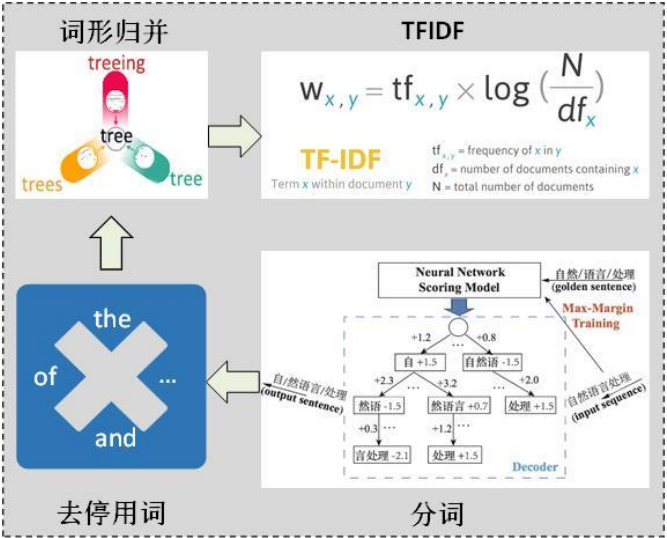 词形归并
treeing
tree
trees
tree
TFIDF
w x,y = tf x,y × log (N / df x)
TF-IDF
Term x within document y
tf x,y = frequency of x in y
df x = number of documents containing x
N = total number of documents
the
of
...
and
去停用词
Neural Network
Scoring Model
自然/语言/处理
(golden sentence)
Max-Margin
Training
+1.2
...
+0.8
自 +1.5
自然语 -1.5
+2.3
...
+3.2
...
+2.0
自/然语言/处理
(output sentence)
自然语言处理
(input sequence)
然语 -1.5
然语言 +0.7
处理 +1.5
+0.3
...
+1.2
...
言处理 -2.1
处理 +1.5
Decoder
分词